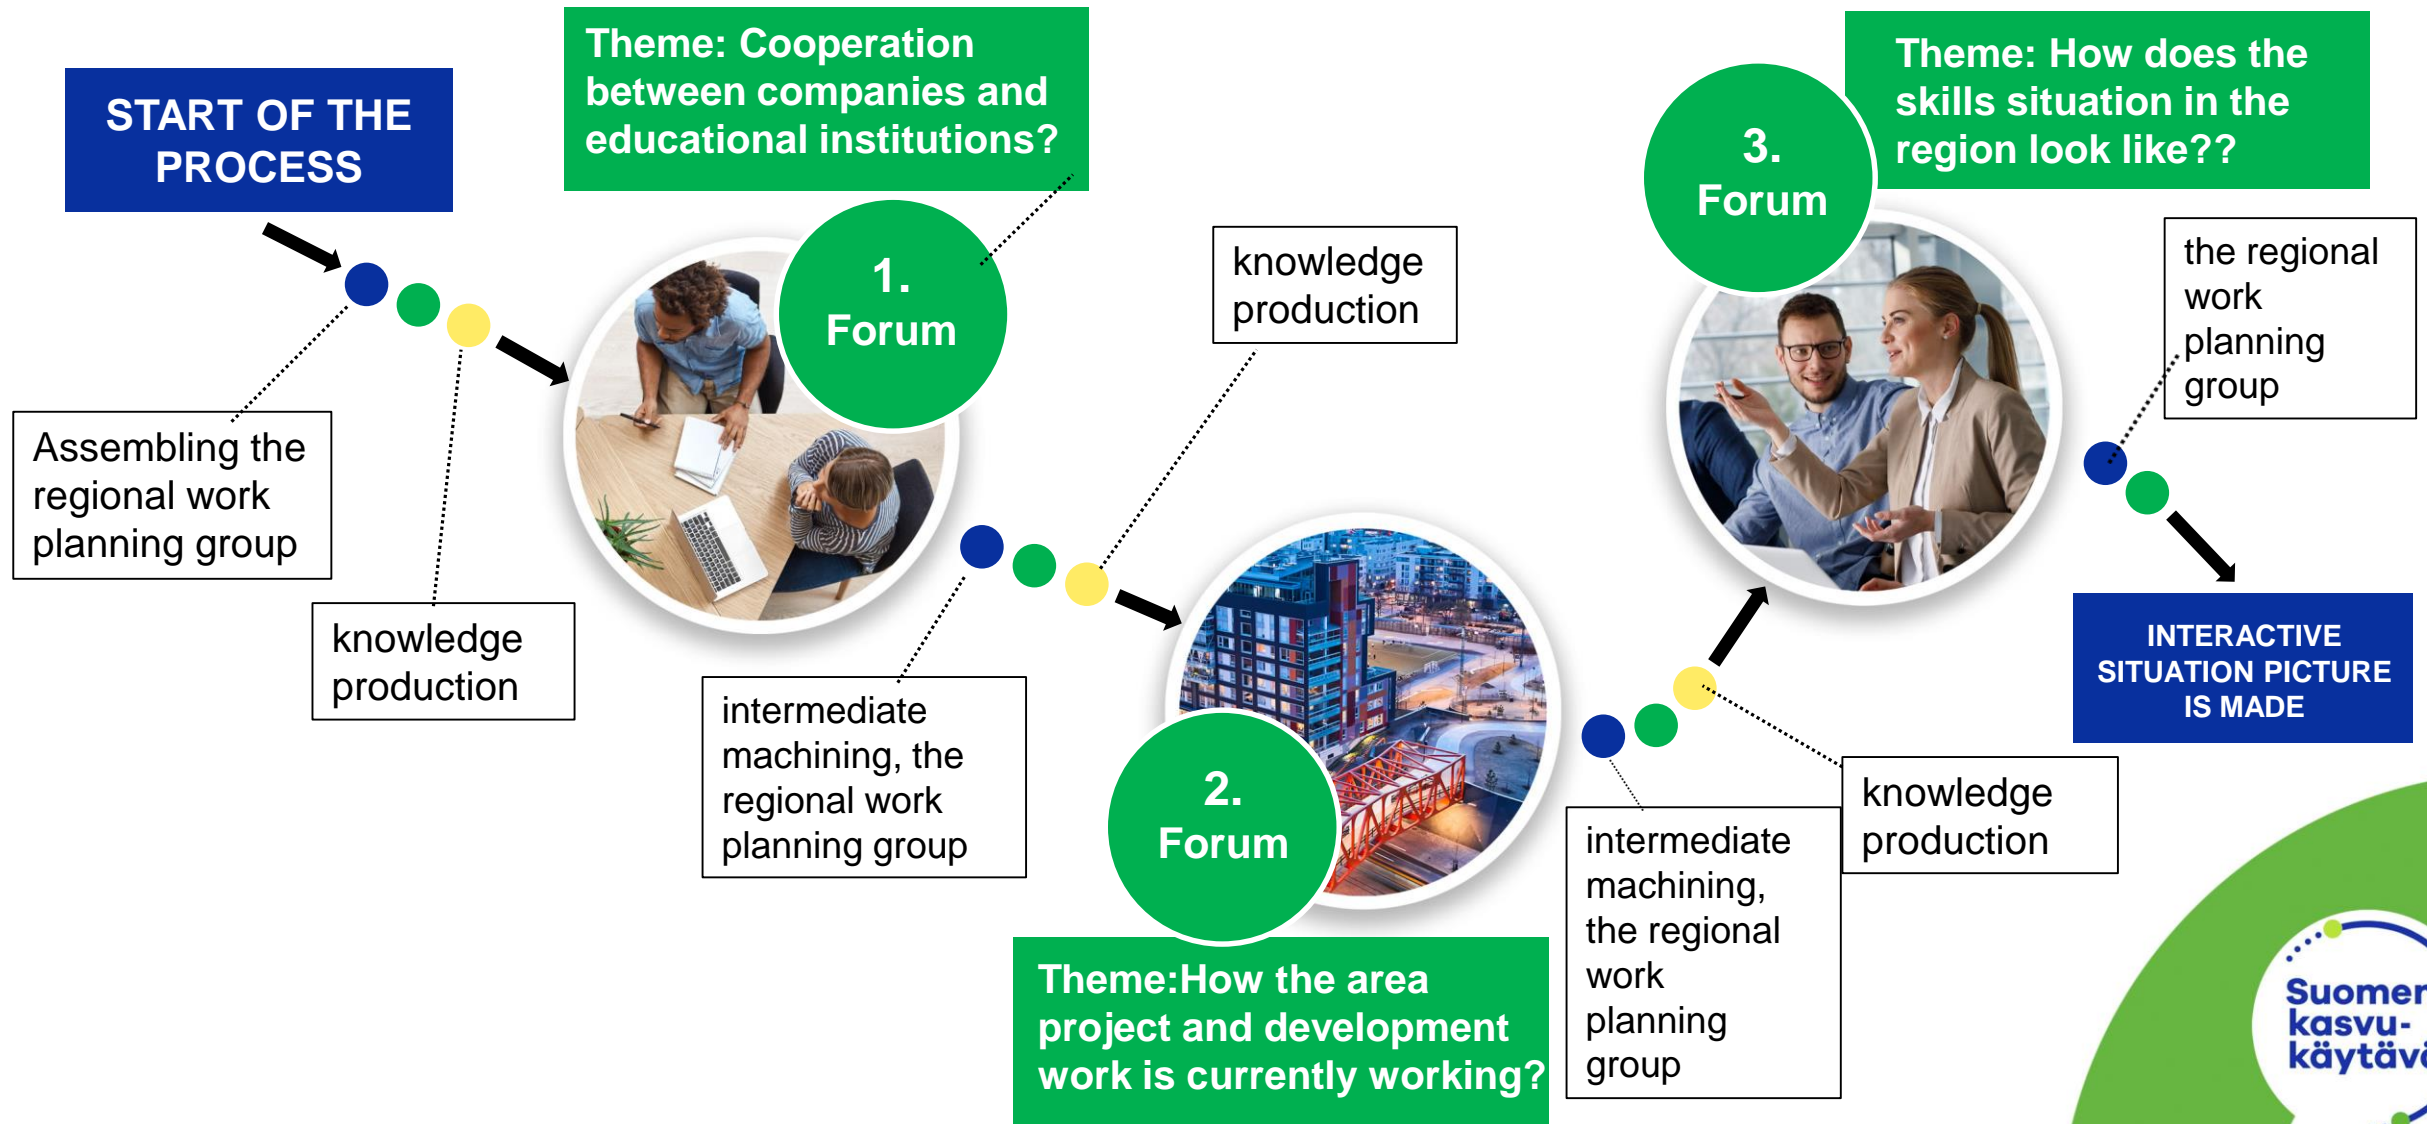 START OF THE
PROCESS
Theme: Cooperation
between companies and
educational institutions?
1.
Forum
Assembling the
regional work
planning group
knowledge
production
intermediate
machining, the
regional work
planning group
knowledge
production
2.
Forum
Theme:How the area
project and development
work is currently working?
intermediate
machining,
the regional
work
planning
group
knowledge
production
3.
Forum
Theme: How does the
skills situation in the
region look like??
the regional
work
planning
group
INTERACTIVE
SITUATION PICTURE
IS MADE
Suomen
kasvu-
käytävä